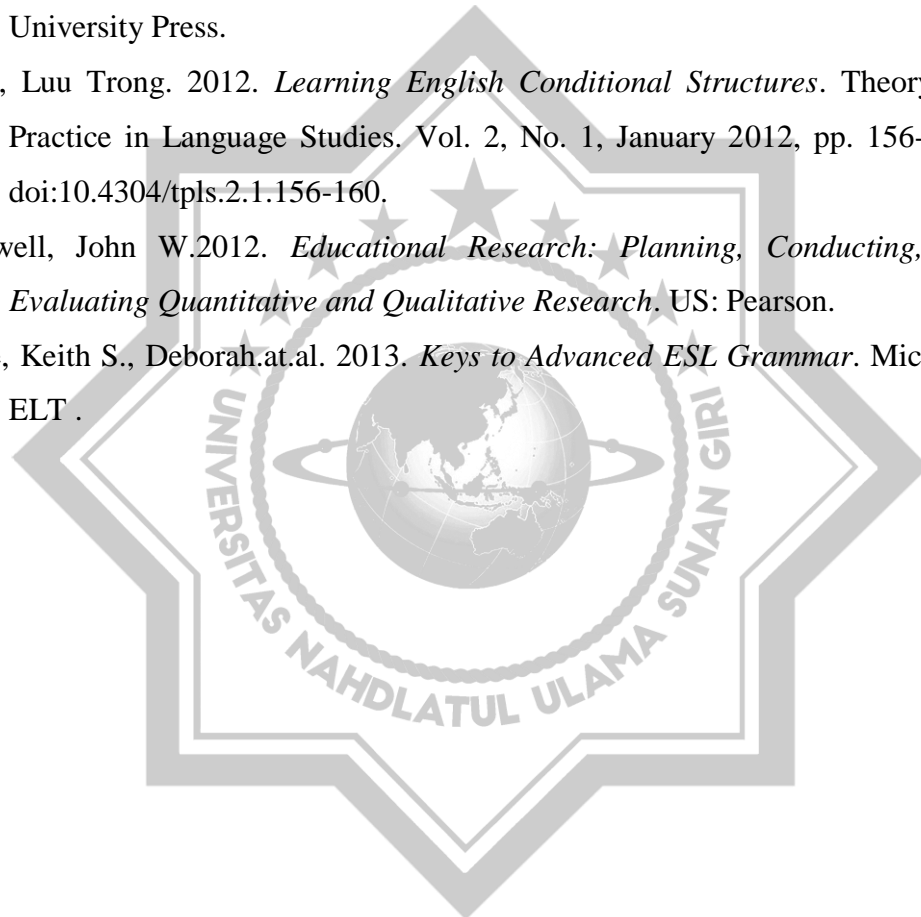 University Press.
, Luu Trong. 2012. Learning English Conditional Structures. Theory
Practice in Language Studies. Vol. 2, No. 1, January 2012, pp. 156-
doi:10.4304/tpls.2.1.156-160.
well, John W.2012. Educational Research: Planning, Conducting,
Evaluating Quantitative and Qualitative Research. US: Pearson.
, Keith S., Deborah.at.al. 2013. Keys to Advanced ESL Grammar. Mic
ELT .
UNIVERSITAS NAHDLATUL ULAMA SUNAN GIRI